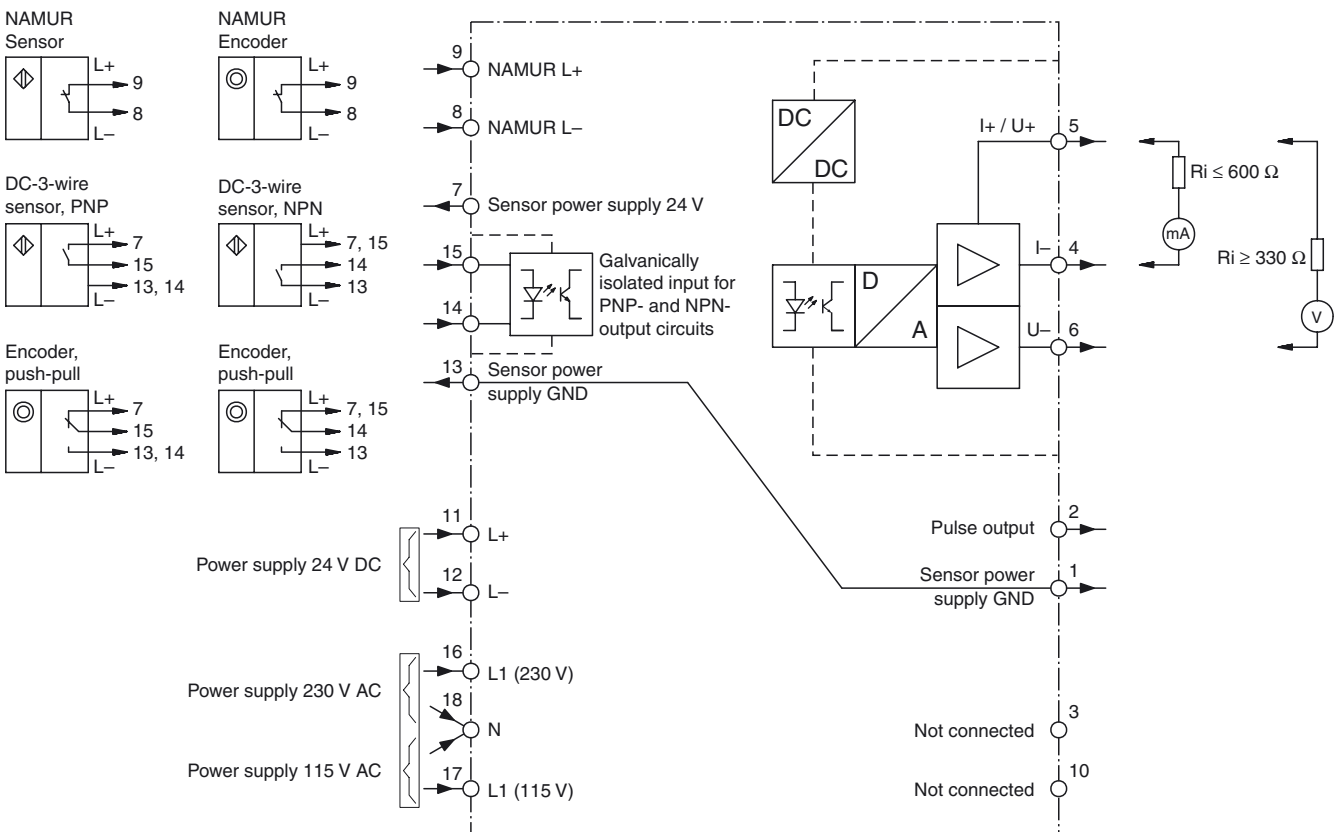 NAMUR
Sensor
L+
9
8
L–
NAMUR
Encoder
L+
9
8
L–
DC-3-wire
sensor, PNP
L+
7
15
13, 14
L–
DC-3-wire
sensor, NPN
L+
7, 15
14
13
L–
Encoder,
push-pull
L+
7
15
13, 14
L–
Encoder,
push-pull
L+
7, 15
14
13
L–
9
NAMUR L+
8
NAMUR L–
7
Sensor power supply 24 V
15
14
Galvanically
isolated input for
PNP- and NPN-
output circuits
13
Sensor power
supply GND
Power supply 24 V DC
11
L+
12
L–
Power supply 230 V AC
16
L1 (230 V)
18
N
Power supply 115 V AC
17
L1 (115 V)
DC
DC
D
A
I+ / U+
5
I–
4
U–
6
Ri ≤ 600 Ω
mA
Ri ≥ 330 Ω
V
Pulse output
2
Sensor power
supply GND
1
Not connected
3
Not connected
10